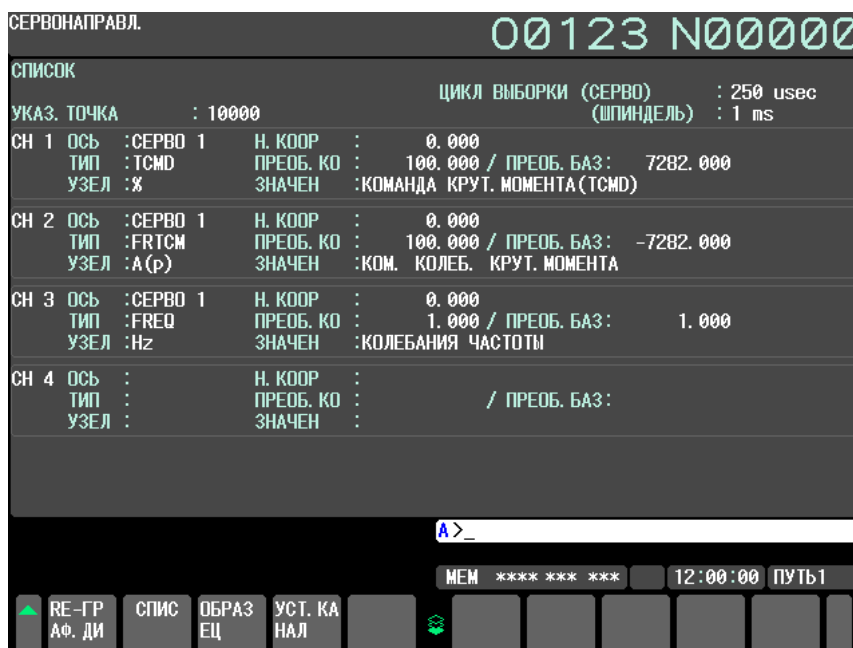 СЕРВОНАПРАВЛ.
O0123 N00000
СПИСОК
ЦИКЛ ВЫБОРКИ (СЕРВО) : 250 usec
УКАЗ. ТОЧКА : 10000 (ШПИНДЕЛЬ) : 1 ms
CH 1 ОСЬ :СЕРВО 1 Н. КООР : 0.000
ТИП :TCMD ПРЕОБ. КО : 100.000 / ПРЕОБ. БАЗ: 7282.000
УЗЕЛ :% ЗНАЧЕН :КОМАНДА КРУТ. МОМЕНТА(TCMD)
CH 2 ОСЬ :СЕРВО 1 Н. КООР : 0.000
ТИП :FRTCM ПРЕОБ. КО : 100.000 / ПРЕОБ. БАЗ: -7282.000
УЗЕЛ :A(p) ЗНАЧЕН :КОМ. КОЛЕБ. КРУТ. МОМЕНТА
CH 3 ОСЬ :СЕРВО 1 Н. КООР : 0.000
ТИП :FREQ ПРЕОБ. КО : 1.000 / ПРЕОБ. БАЗ: 1.000
УЗЕЛ :Hz ЗНАЧЕН :КОЛЕБАНИЯ ЧАСТОТЫ
CH 4 ОСЬ : Н. КООР :
ТИП : ПРЕОБ. КО : / ПРЕОБ. БАЗ:
УЗЕЛ : ЗНАЧЕН :
A>_
MEM **** *** *** 12:00:00 ПУТЬ1
RE-ГР СПИС ОБРАЗ УСТ. КА
АФ. ДИ ЕЦ НАЛ